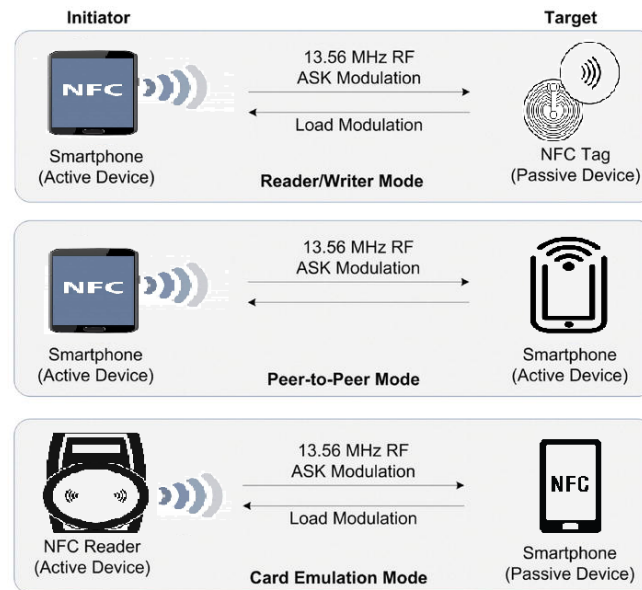 Initiator
Target
NFC
13.56 MHz RF
ASK Modulation
Load Modulation
Smartphone
(Active Device)
NFC Tag
(Passive Device)
Reader/Writer Mode
NFC
13.56 MHz RF
ASK Modulation
Smartphone
(Active Device)
Smartphone
(Active Device)
Peer-to-Peer Mode
13.56 MHz RF
ASK Modulation
NFC
Load Modulation
NFC Reader
(Active Device)
Smartphone
(Passive Device)
Card Emulation Mode